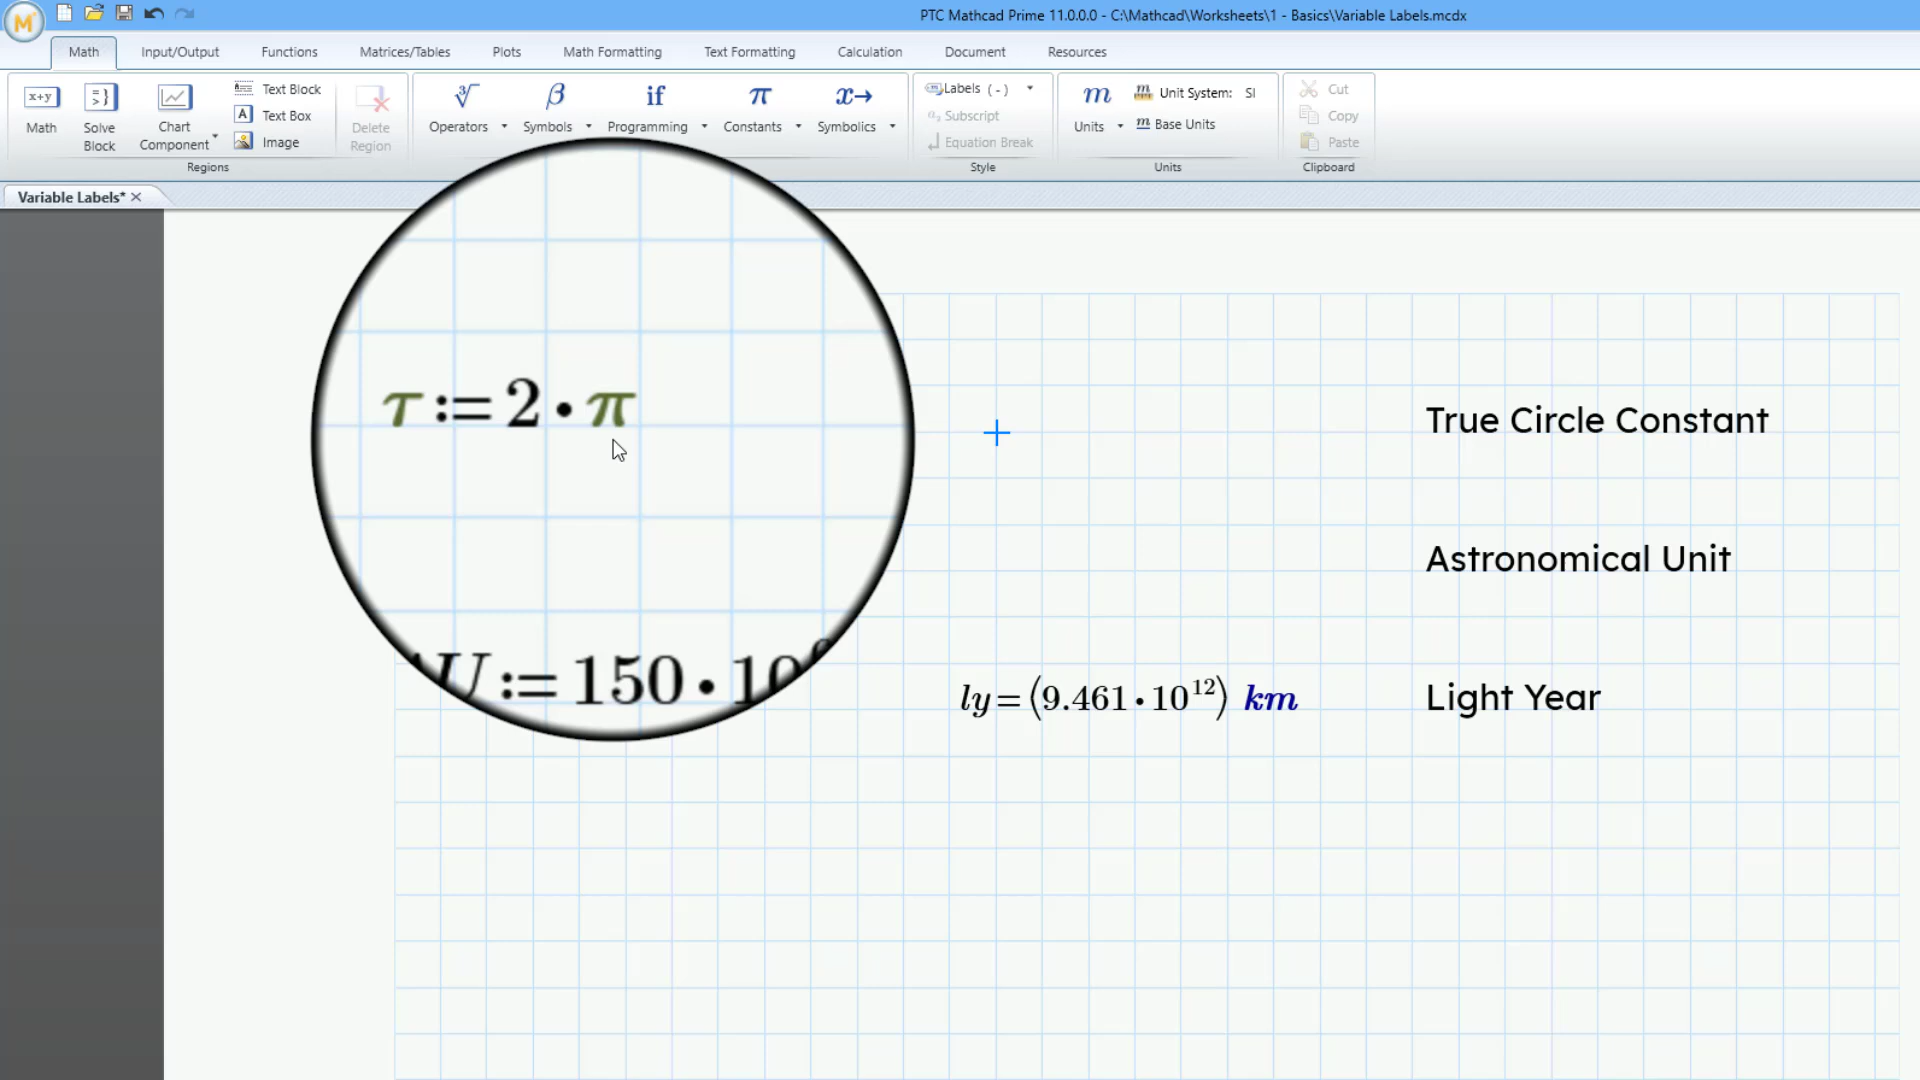 PTC Mathcad Prime 11.0.0.0 - C:\Mathcad\Worksheets\1 - Basics\Variable Labels.mcdx
Math Input/Output Functions Matrices/Tables Plots Math Formatting Text Formatting Calculation Document Resources
Math
Solve Block
Chart Component
Text Block
Text Box
Image
Delete Region
Regions
Operators
Symbols
Programming
Constants
Symbolics
Labels ( - )
Subscript
Equation Break
Style
Units
Unit System: SI
Base Units
Units
Cut
Copy
Paste
Clipboard
Variable Labels*
τ := 2 • π
True Circle Constant
U := 150 • 10
Astronomical Unit
ly = (9.461 • 10¹²) km
Light Year